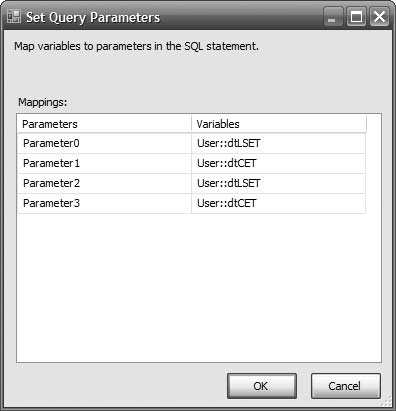 Set Query Parameters
Map variables to parameters in the SQL statement.
Mappings:
Parameters Variables
Parameter0 User::dtLSET
Parameter1 User::dtCET
Parameter2 User::dtLSET
Parameter3 User::dtCET
OK Cancel